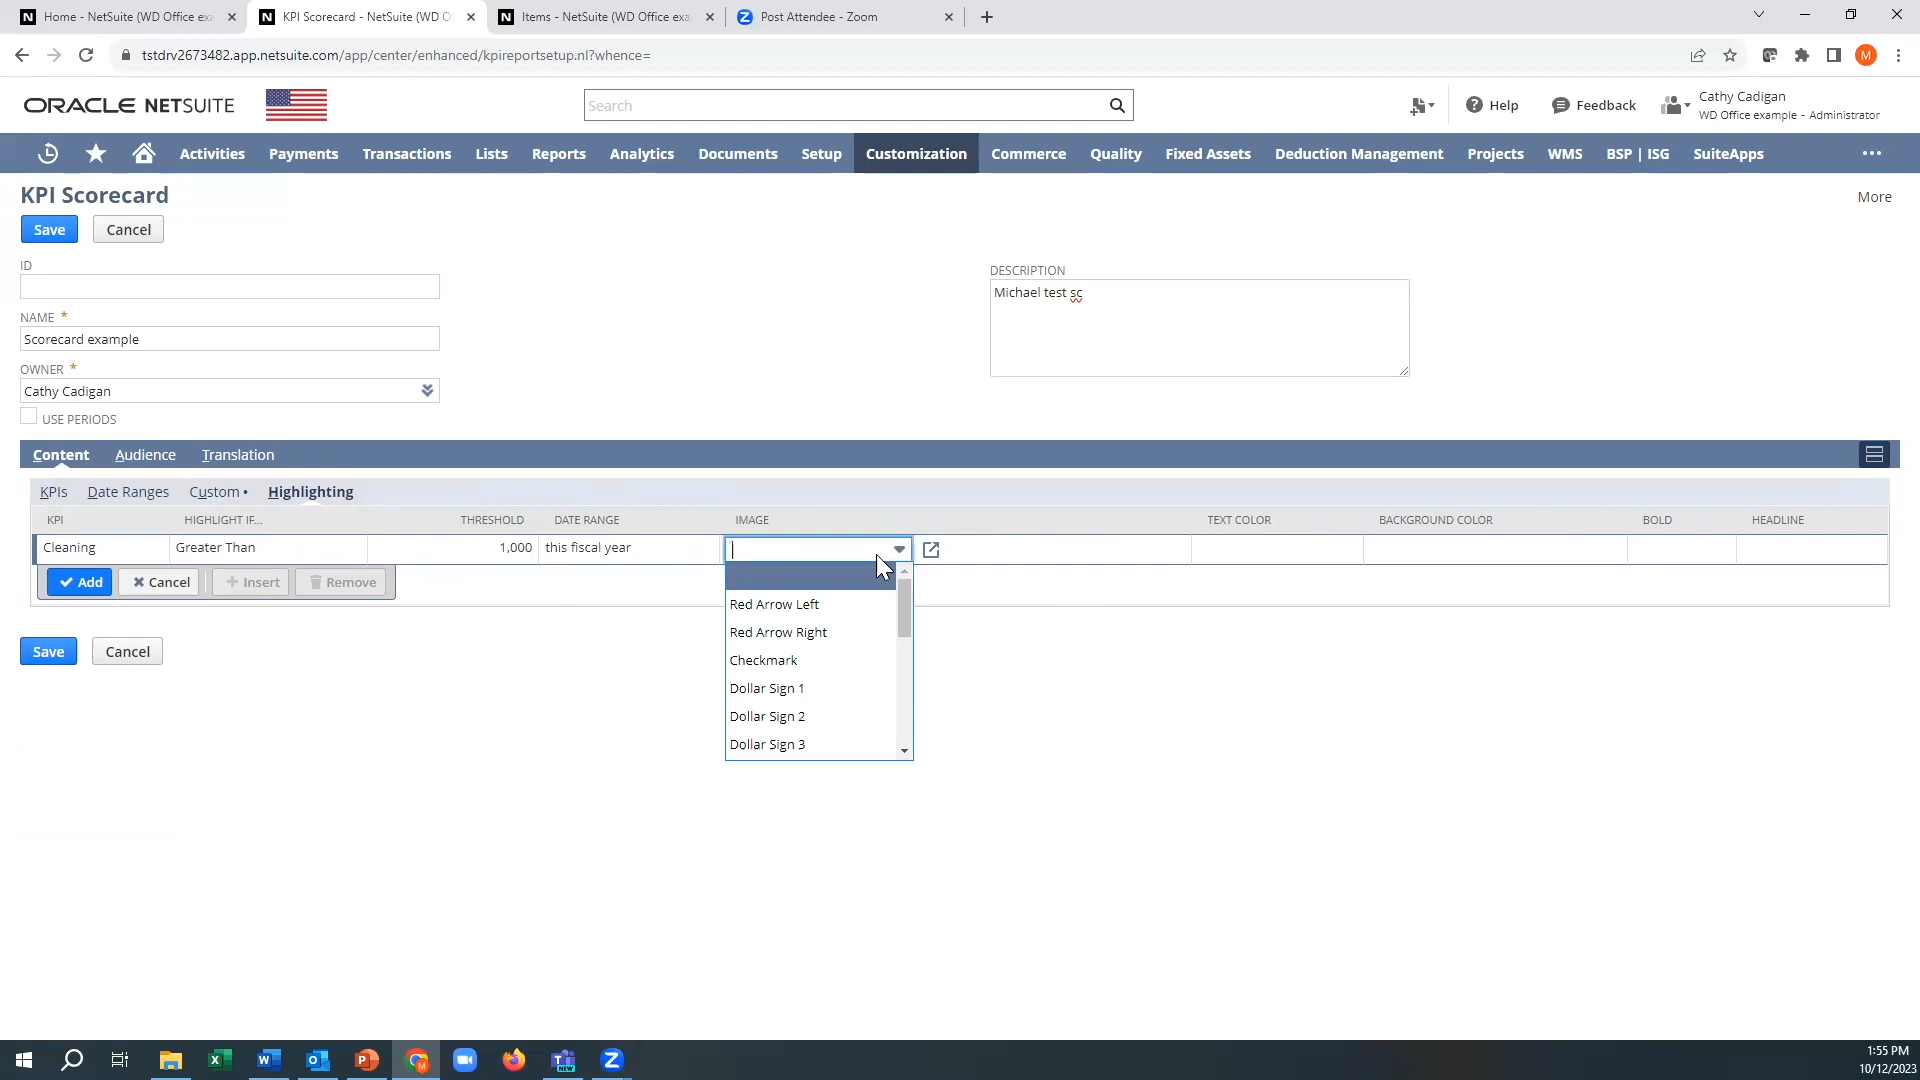 Home - NetSuite (WD Office exa
KPI Scorecard - NetSuite (WD O
Items - NetSuite (WD Office exa
Post Attendee - Zoom
tstdrv2673482.app.netsuite.com/app/center/enhanced/kpireportsetup.nl?whence=
M
ORACLE NETSUITE
Search
Help
Feedback
Cathy Cadigan
WD Office example - Administrator
Activities Payments Transactions Lists Reports Analytics Documents Setup Customization Commerce Quality Fixed Assets Deduction Management Projects WMS BSP | ISG SuiteApps
KPI Scorecard
More
Save Cancel
ID
DESCRIPTION
Michael test sc
NAME *
Scorecard example
OWNER *
Cathy Cadigan
USE PERIODS
Content Audience Translation
KPIs Date Ranges Custom • Highlighting
KPI HIGHLIGHT IF... THRESHOLD DATE RANGE IMAGE TEXT COLOR BACKGROUND COLOR BOLD HEADLINE
Cleaning Greater Than 1,000 this fiscal year
Add Cancel Insert Remove
Red Arrow Left
Red Arrow Right
Checkmark
Dollar Sign 1
Dollar Sign 2
Dollar Sign 3
Save Cancel
NEW
1:55 PM
10/12/2023